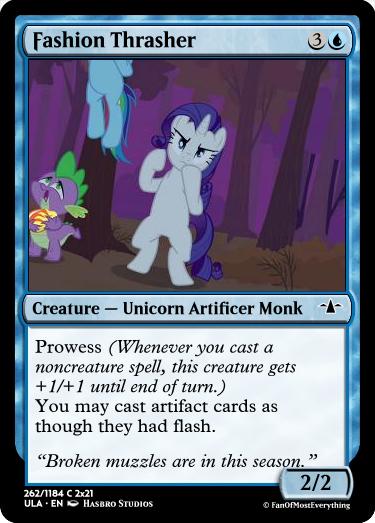 Fashion Thrasher 3
Creature — Unicorn Artificer Monk
Prowess (Whenever you cast a
noncreature spell, this creature gets
+1/+1 until end of turn.)
You may cast artifact cards as
though they had flash.
“Broken muzzles are in this season.”
2/2
262/1184 C 2x21
ULA • EN Hasbro Studios
© FanOfMostEverything